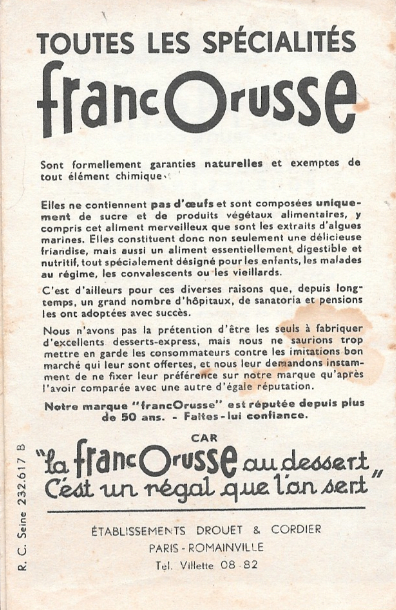 TOUTES LES SPÉCIALITÉS
francOrusse
Sont formellement garanties naturelles et exemptes de
tout élément chimique.
Elles ne contiennent pas d'œufs et sont composées unique-
ment de sucre et de produits végétaux alimentaires, y
compris cet aliment merveilleux que sont les extraits d'algues
marines. Elles constituent donc non seulement une délicieuse
friandise, mais aussi un aliment essentiellement digestible et
nutritif, tout spécialement désigné pour les enfants, les malades
au régime, les convalescents ou les vieillards.
C'est d'ailleurs pour ces diverses raisons que, depuis long-
temps, un grand nombre d'hôpitaux, de sanatoria et pensions
les ont adoptées avec succès.
Nous n'avons pas la prétention d'être les seuls à fabriquer
d'excellents desserts-express, mais nous ne saurions trop
mettre en garde les consommateurs contre les imitations bon
marché qui leur sont offertes, et nous leur demandons instam-
ment de ne fixer leur préférence sur notre marque qu'après
l'avoir comparée avec une autre d'égale réputation.
Notre marque "francOrusse" est réputée depuis plus
de 50 ans. - Faites-lui confiance.
CAR
"la francOrusse au dessert
C'est un régal que l'on sert"
ÉTABLISSEMENTS DROUET & CORDIER
PARIS - ROMAINVILLE
Tél. Villette 08-82
R. C. Seine 232.617 B